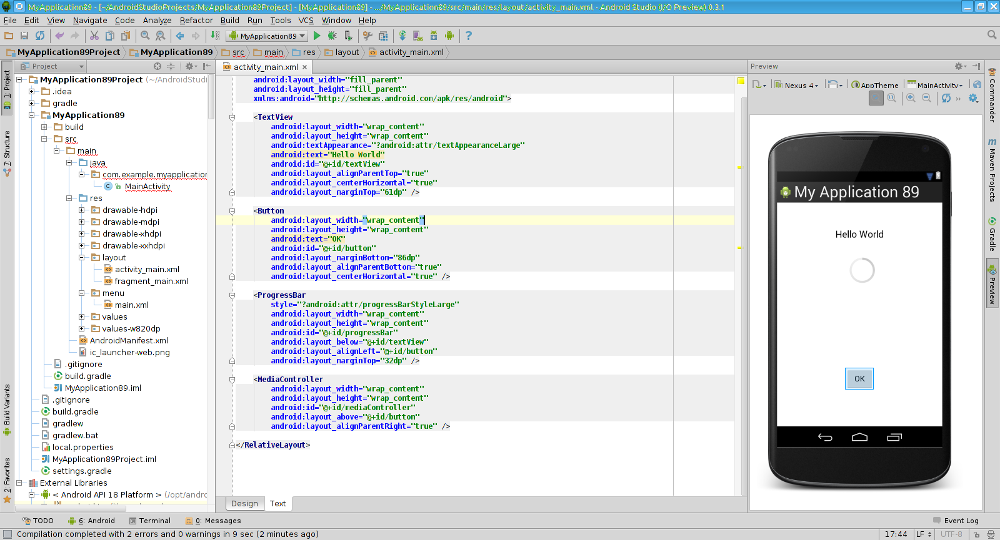 MyApplication89 - [~/AndroidStudioProjects/MyApplication89Project] - [MyApplication89] - .../MyApplication89/src/main/res/layout/activity_main.xml - Android Studio (I/O Preview) 0.3.1
File Edit View Navigate Code Analyze Refactor Build Run Tools VCS Window Help
MyApplication89
MyApplication89Project MyApplication89 src main res layout activity_main.xml
1: Project
7: Structure
Build Variants
2: Favorites
Project
MyApplication89Project (~/AndroidStudi
.idea
gradle
MyApplication89
build
src
main
java
com.example.myapplication
MainActivity
res
drawable-hdpi
drawable-mdpi
drawable-xhdpi
drawable-xxhdpi
layout
activity_main.xml
fragment_main.xml
menu
main.xml
values
values-w820dp
AndroidManifest.xml
ic_launcher-web.png
.gitignore
build.gradle
MyApplication89.iml
.gitignore
build.gradle
gradlew
gradlew.bat
local.properties
MyApplication89Project.iml
settings.gradle
External Libraries
< Android API 18 Platform > (/opt/andro
activity_main.xml
android:layout_width="fill_parent"
android:layout_height="fill_parent"
xmlns:android="http://schemas.android.com/apk/res/android">
<TextView
android:layout_width="wrap_content"
android:layout_height="wrap_content"
android:textAppearance="?android:attr/textAppearanceLarge"
android:text="Hello World"
android:id="@+id/textView"
android:layout_alignParentTop="true"
android:layout_centerHorizontal="true"
android:layout_marginTop="61dp" />
<Button
android:layout_width="wrap_content"
android:layout_height="wrap_content"
android:text="OK"
android:id="@+id/button"
android:layout_marginBottom="86dp"
android:layout_alignParentBottom="true"
android:layout_centerHorizontal="true" />
<ProgressBar
style="?android:attr/progressBarStyleLarge"
android:layout_width="wrap_content"
android:layout_height="wrap_content"
android:id="@+id/progressBar"
android:layout_below="@+id/textView"
android:layout_alignLeft="@+id/button"
android:layout_marginTop="32dp" />
<MediaController
android:layout_width="wrap_content"
android:layout_height="wrap_content"
android:id="@+id/mediaController"
android:layout_above="@+id/button"
android:layout_alignParentRight="true" />
</RelativeLayout>
Design Text
Preview
Nexus 4 AppTheme MainActivity
My Application 89
Hello World
OK
Commander
Maven Projects
Gradle
Preview
TODO 6: Android Terminal 0: Messages Event Log
Compilation completed with 2 errors and 0 warnings in 9 sec (2 minutes ago) 17:44 LF UTF-8